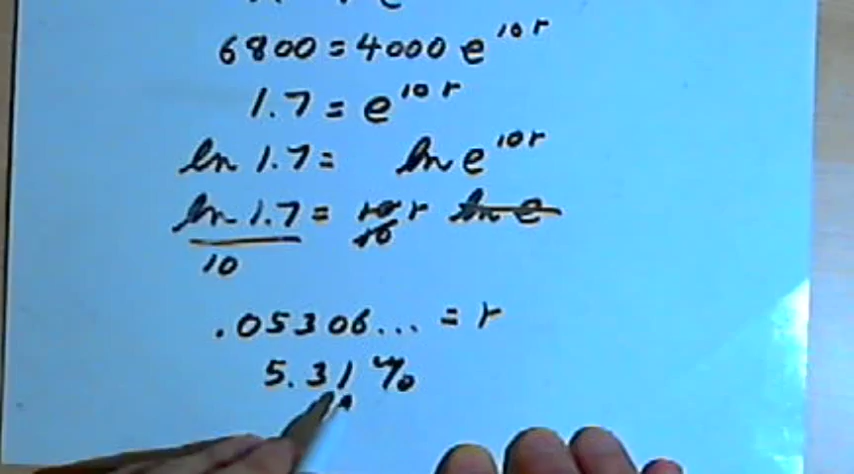 6800 = 4000 e^10r
1.7 = e^10r
ln 1.7 = ln e^10r
ln 1.7 = 10 r ln e
10 10
.05306... = r
5.31 %